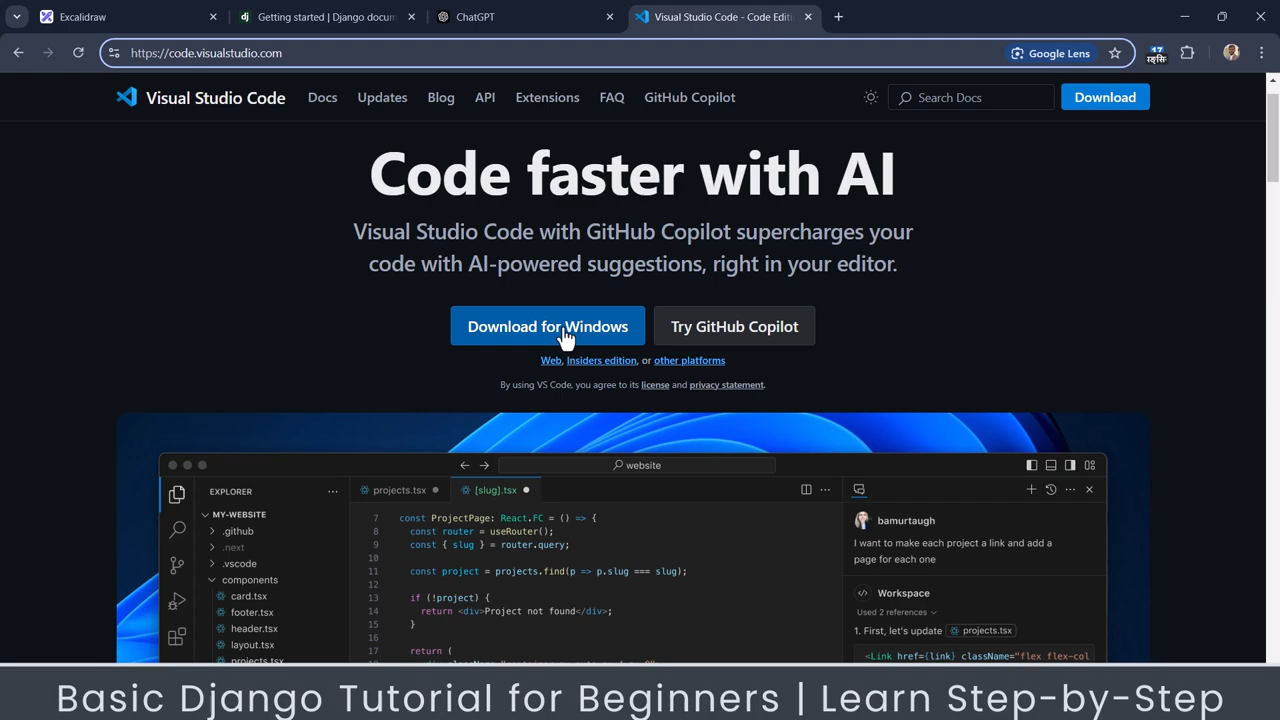 Excalidraw
Getting started | Django docum
ChatGPT
Visual Studio Code - Code Editi
https://code.visualstudio.com
Google Lens
17
Visual Studio Code
Docs
Updates
Blog
API
Extensions
FAQ
GitHub Copilot
Search Docs
Download
Code faster with AI
Visual Studio Code with GitHub Copilot supercharges your
code with AI-powered suggestions, right in your editor.
Download for Windows
Try GitHub Copilot
Web, Insiders edition, or other platforms
By using VS Code, you agree to its license and privacy statement.
website
EXPLORER
MY-WEBSITE
.github
.next
.vscode
components
card.tsx
footer.tsx
header.tsx
layout.tsx
projects.tsx
projects.tsx
[slug].tsx
7 const ProjectPage: React.FC = () => {
8 const router = useRouter();
9 const { slug } = router.query;
10
11 const project = projects.find(p => p.slug === slug);
12
13 if (!project) {
14 return <div>Project not found</div>;
15 }
16
17 return (
bamurtaugh
I want to make each project a link and add a
page for each one
Workspace
Used 2 references
1. First, let's update projects.tsx
<Link href={link} className="flex flex-col
Basic Django Tutorial for Beginners | Learn Step-by-Step